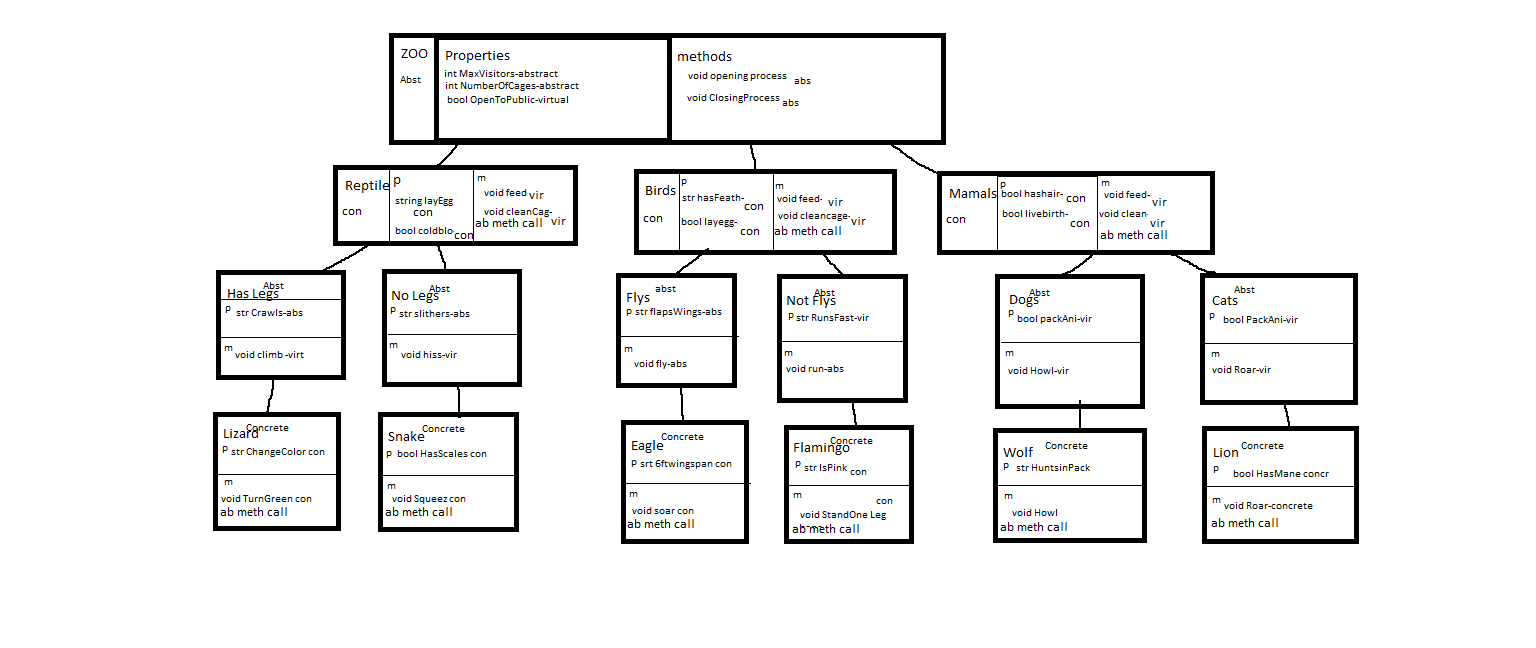 ZOO
Abst
Properties
int MaxVisitors-abstract
int NumberOfCages-abstract
bool OpenToPublic-virtual
methods
void opening process abs
void ClosingProcess abs
Reptile
con
p
string layEgg
con
bool coldblo- con
m
void feed vir
void cleanCag- vir
ab meth call
Birds
con
p
str hasFeath- con
bool layegg- con
m
void feed- vir
void cleancage- vir
ab meth call
Mamals
con
p
bool hashair- con
bool livebirth- con
m
void feed- vir
void clean- vir
ab meth call
Abst
Has Legs
p str Crawls-abs
m void climb -virt
Abst
No Legs
p str slithers-abs
m
void hiss-vir
abst
Flys
p str flapsWings-abs
m
void fly-abs
Abst
Not Flys
p str RunsFast-vir
m
void run-abs
Abst
Dogs
p bool packAni-vir
m
void Howl-vir
Abst
Cats
p bool PackAni-vir
m
void Roar-vir
Concrete
Lizard
p str ChangeColor con
m
void TurnGreen con
ab meth call
Concrete
Snake
p bool HasScales con
m
void Squeez con
ab meth call
Concrete
Eagle
p srt 6ftwingspan con
m
void soar con
ab meth call
Concrete
Flamingo
p str IsPink con
m
con
void StandOne Leg
ab meth call
Concrete
Wolf
p str HuntsinPack
m
void Howl
ab meth call
Concrete
Lion
p bool HasMane concr
m void Roar-concrete
ab meth call